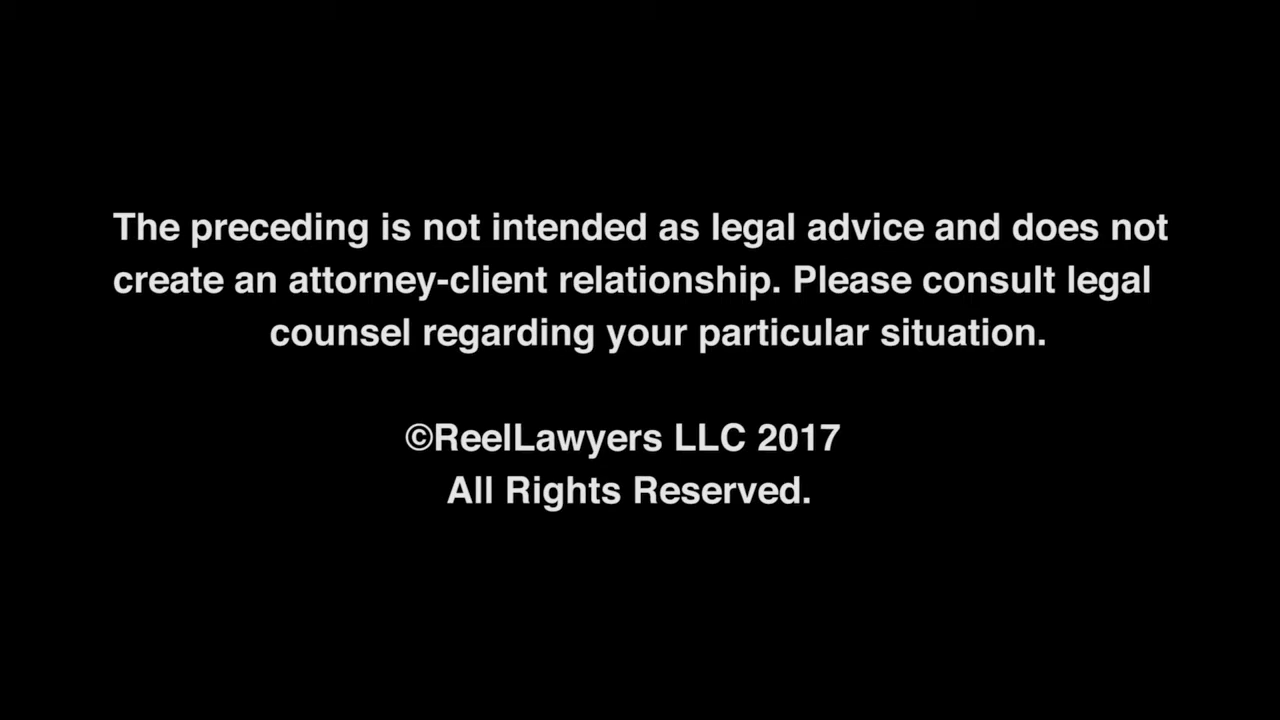 The preceding is not intended as legal advice and does not
create an attorney-client relationship. Please consult legal
counsel regarding your particular situation.
©ReelLawyers LLC 2017
All Rights Reserved.